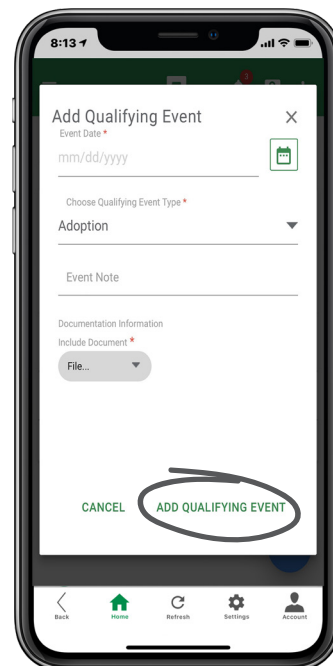 8:13
3
Add Qualifying Event
Event Date *
mm/dd/yyyy
Choose Qualifying Event Type *
Adoption
Event Note
Documentation Information
Include Document *
File...
CANCEL ADD QUALIFYING EVENT
Back Home Refresh Settings Account